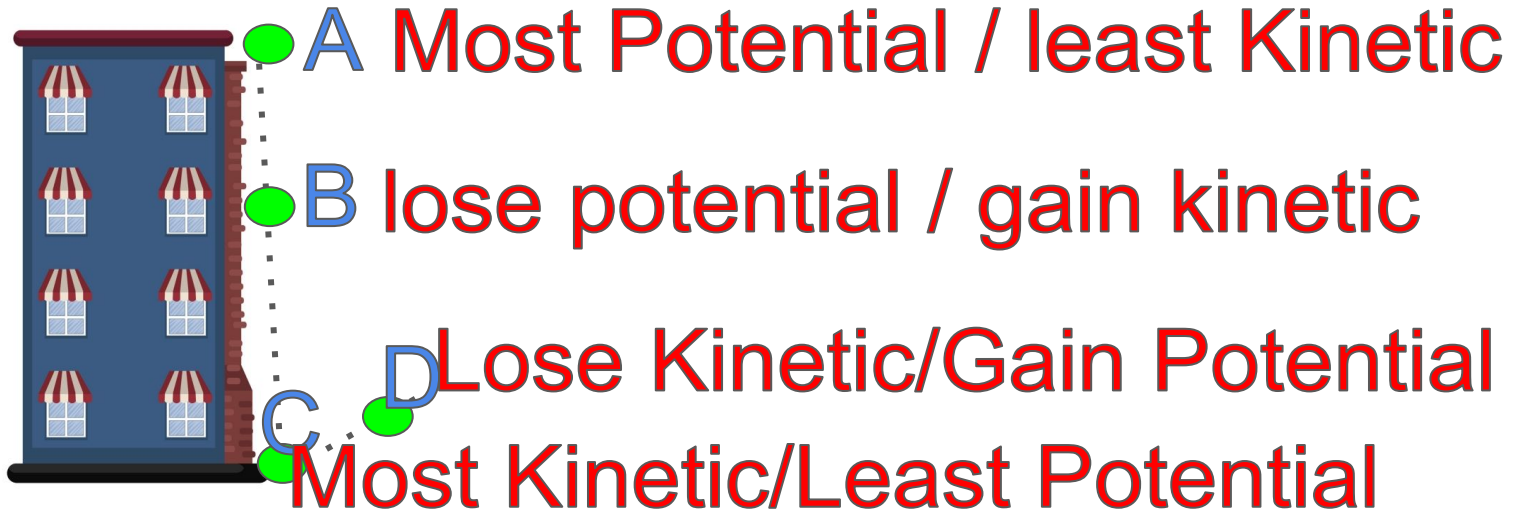 A Most Potential / least Kinetic
B lose potential / gain kinetic
D Lose Kinetic/Gain Potential
C
Most Kinetic/Least Potential